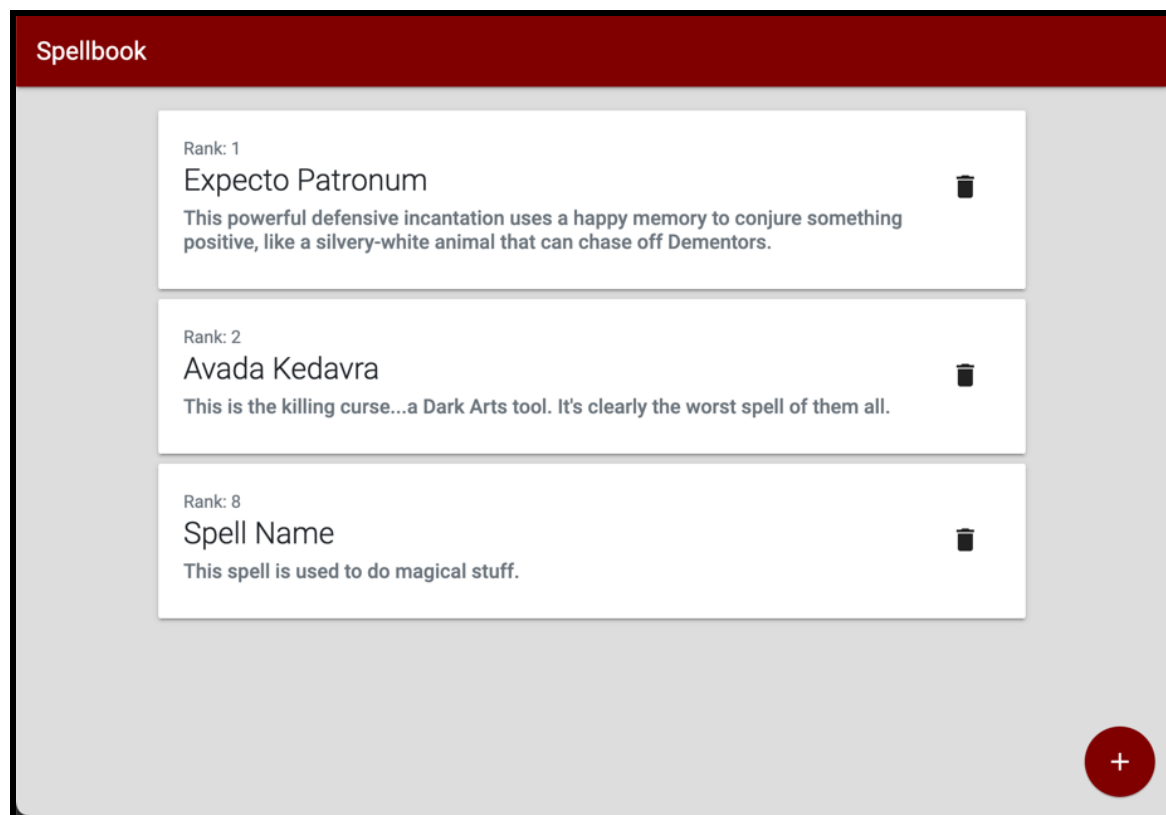 Spellbook
Rank: 1
Expecto Patronum
This powerful defensive incantation uses a happy memory to conjure something
positive, like a silvery-white animal that can chase off Dementors.
Rank: 2
Avada Kedavra
This is the killing curse...a Dark Arts tool. It's clearly the worst spell of them all.
Rank: 8
Spell Name
This spell is used to do magical stuff.
+